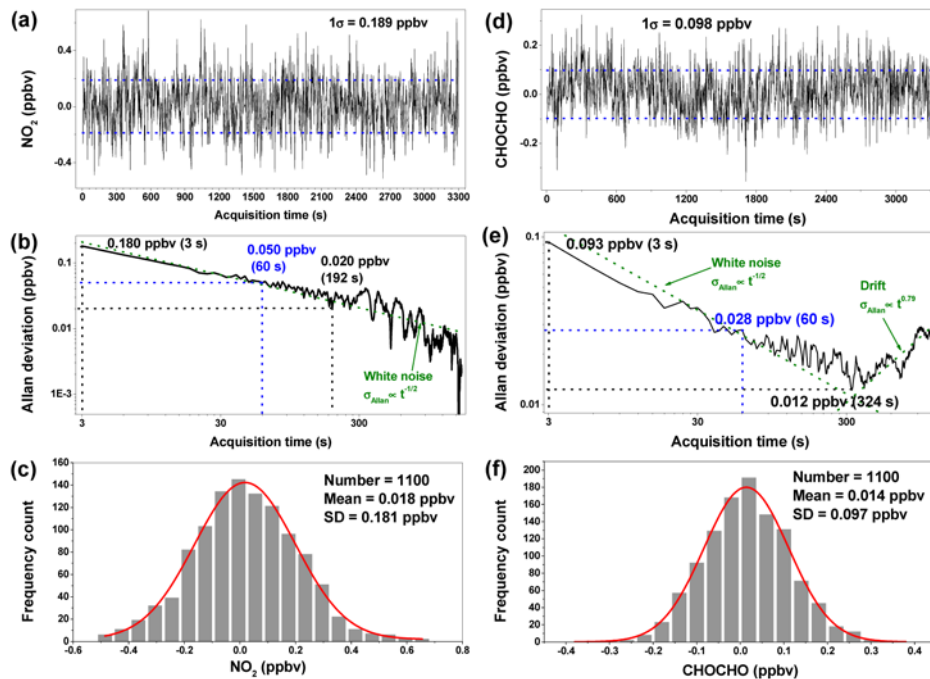 (a)
1σ = 0.189 ppbv
NO2 (ppbv)
0.4
0.0
-0.4
0 300 600 900 1200 1500 1800 2100 2400 2700 3000 3300
Acquisition time (s)
(d)
1σ = 0.098 ppbv
CHOCHO (ppbv)
0.2
0.0
-0.2
0 600 1200 1800 2400 3000
Acquisition time (s)
(b)
0.180 ppbv (3 s)
0.050 ppbv
(60 s)
0.020 ppbv
(192 s)
White noise
σAllan∝ t-1/2
Allan deviation (ppbv)
0.1
0.01
1E-3
3 30 300
Acquisition time (s)
(e)
0.093 ppbv (3 s)
White noise
σAllan∝ t-1/2
Drift
σAllan∝ t0.79
0.028 ppbv (60 s)
0.012 ppbv (324 s)
Allan deviation (ppbv)
0.1
0.01
3 30 300
Acquisition time (s)
(c)
Number = 1100
Mean = 0.018 ppbv
SD = 0.181 ppbv
Frequency count
160
140
120
100
80
60
40
20
0
-0.6 -0.4 -0.2 0.0 0.2 0.4 0.6 0.8
NO2 (ppbv)
(f)
Number = 1100
Mean = 0.014 ppbv
SD = 0.097 ppbv
Frequency count
200
180
160
140
120
100
80
60
40
20
0
-0.4 -0.3 -0.2 -0.1 0.0 0.1 0.2 0.3 0.4
CHOCHO (ppbv)